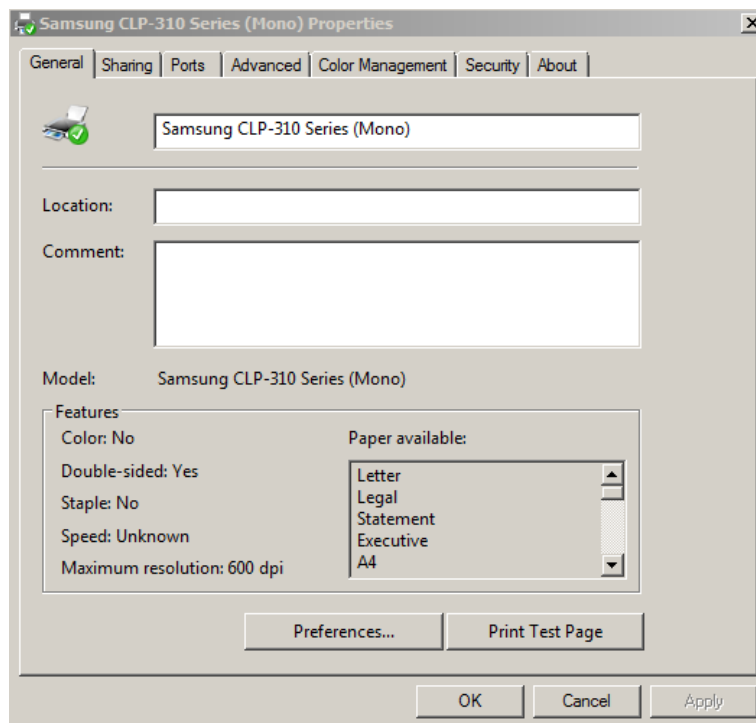 Samsung CLP-310 Series (Mono) Properties
General Sharing Ports Advanced Color Management Security About
Samsung CLP-310 Series (Mono)
Location:
Comment:
Model: Samsung CLP-310 Series (Mono)
Features
Color: No
Double-sided: Yes
Staple: No
Speed: Unknown
Maximum resolution: 600 dpi
Paper available:
Letter
Legal
Statement
Executive
A4
Preferences... Print Test Page
OK Cancel Apply